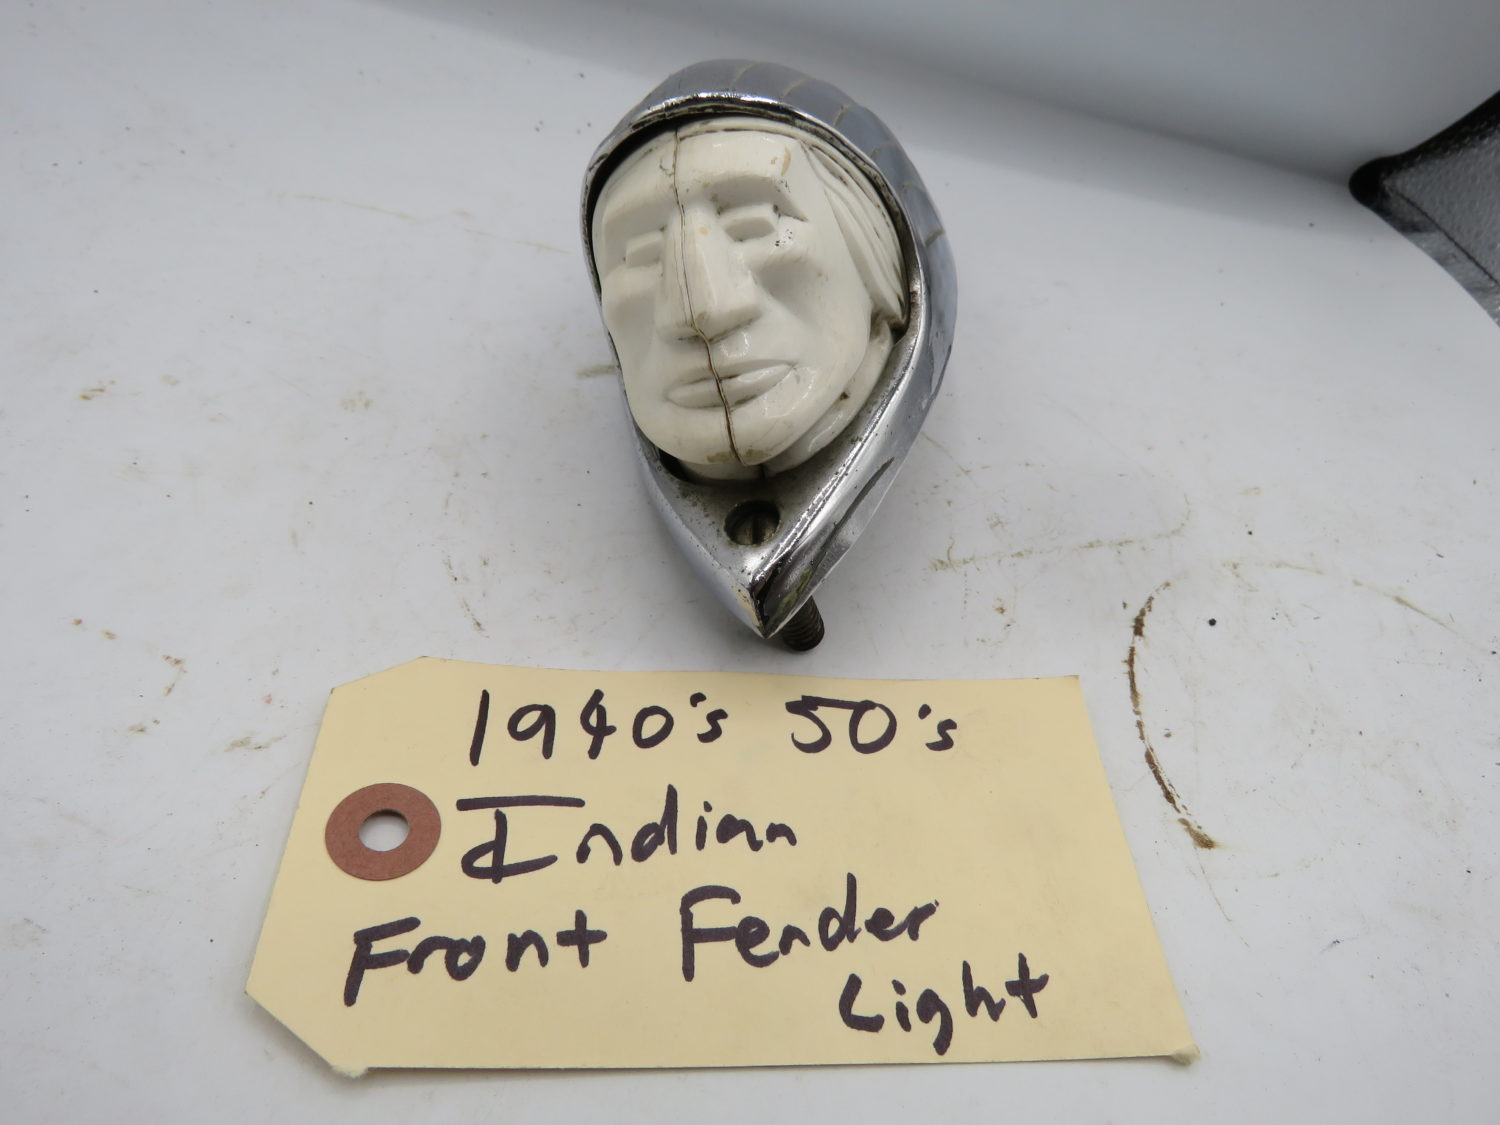 1940's 50's
Indian
Front Fender
Light